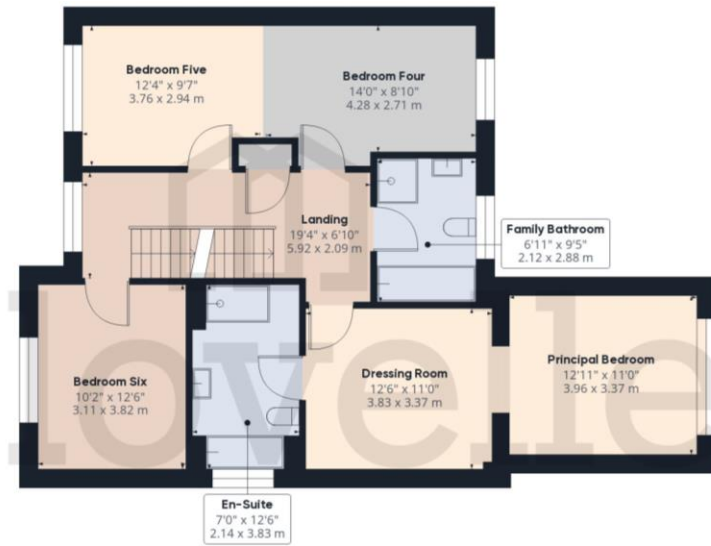 Bedroom Five
12'4" x 9'7"
3.76 x 2.94 m
Bedroom Four
14'0" x 8'10"
4.28 x 2.71 m
Landing
19'4" x 6'10"
5.92 x 2.09 m
Family Bathroom
6'11" x 9'5"
2.12 x 2.88 m
Bedroom Six
10'2" x 12'6"
3.11 x 3.82 m
Dressing Room
12'6" x 11'0"
3.83 x 3.37 m
Principal Bedroom
12'11" x 11'0"
3.96 x 3.37 m
En-Suite
7'0" x 12'6"
2.14 x 3.83 m
lovelle